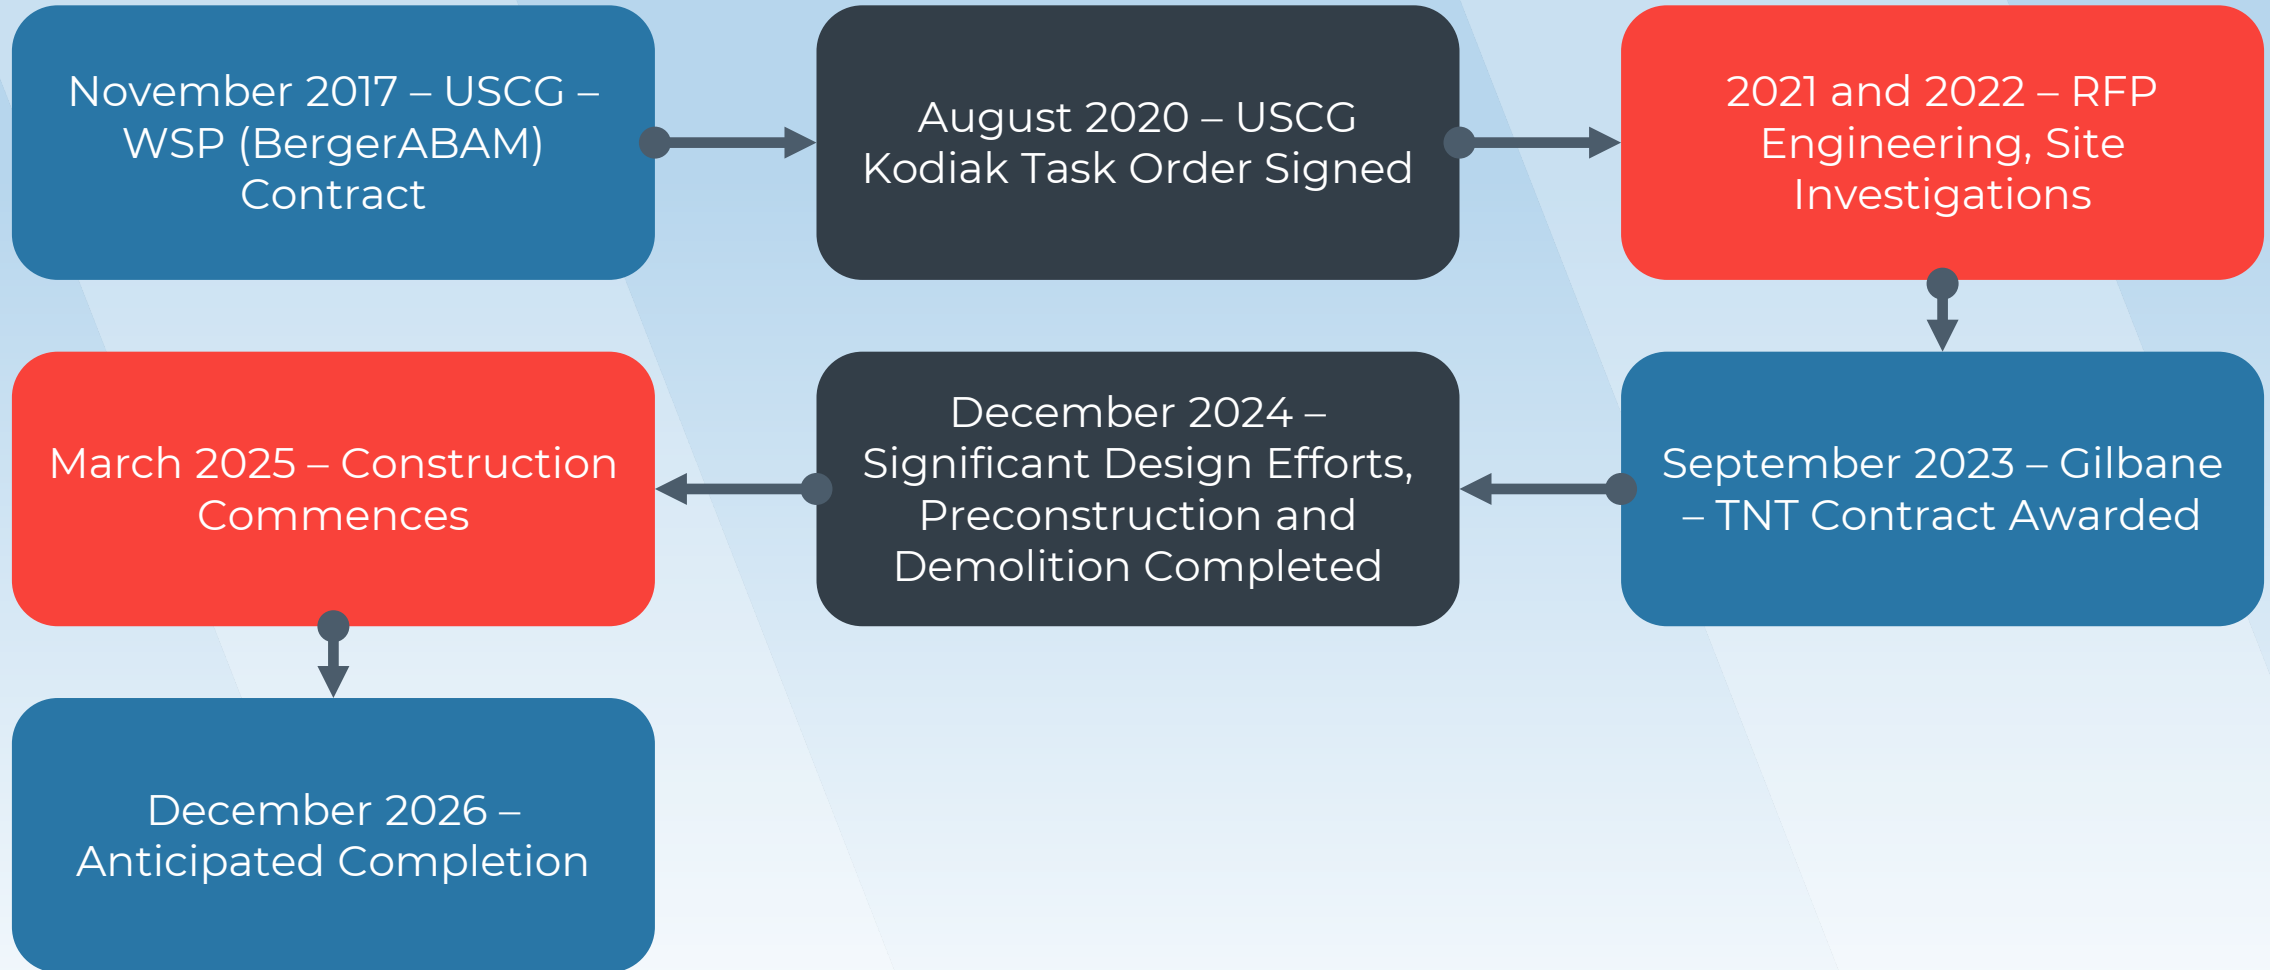 November 2017 – USCG –
WSP (BergerABAM)
Contract
August 2020 – USCG
Kodiak Task Order Signed
2021 and 2022 – RFP
Engineering, Site
Investigations
September 2023 – Gilbane
– TNT Contract Awarded
December 2024 –
Significant Design Efforts,
Preconstruction and
Demolition Completed
March 2025 – Construction
Commences
December 2026 –
Anticipated Completion